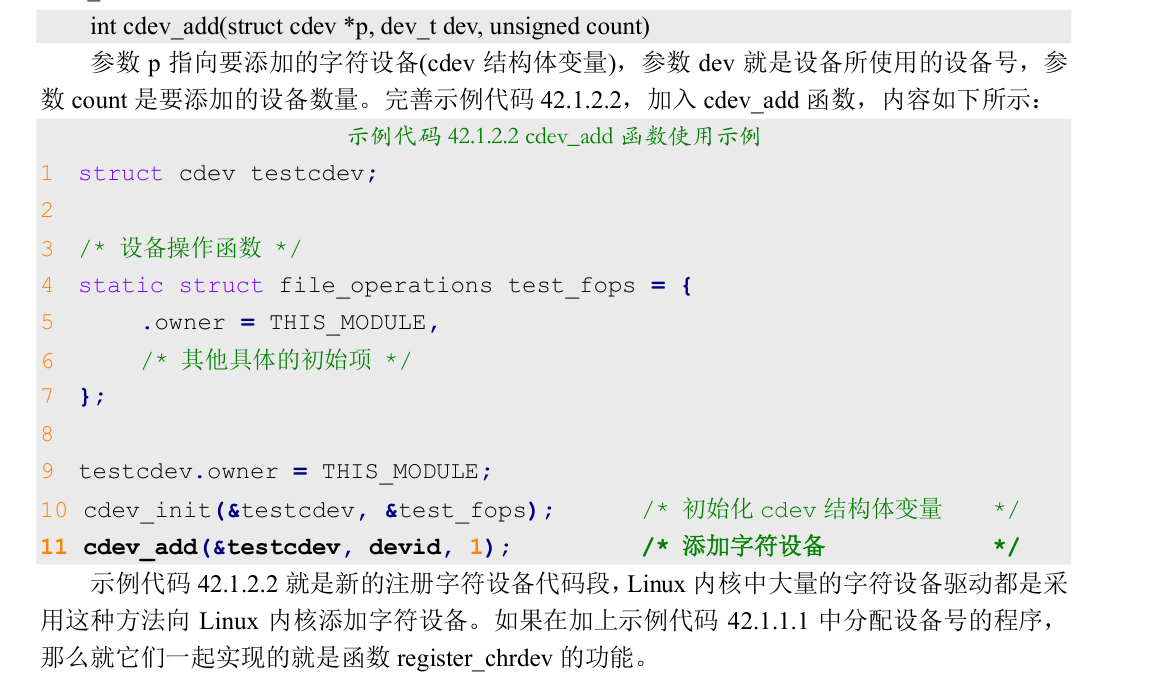 int cdev_add(struct cdev *p, dev_t dev, unsigned count)
参数 p 指向要添加的字符设备(cdev 结构体变量)，参数 dev 就是设备所使用的设备号，参
数 count 是要添加的设备数量。完善示例代码 42.1.2.2，加入 cdev_add 函数，内容如下所示：
示例代码 42.1.2.2 cdev_add 函数使用示例
1 struct cdev testcdev;
2
3 /* 设备操作函数 */
4 static struct file_operations test_fops = {
5 .owner = THIS_MODULE,
6 /* 其他具体的初始项 */
7 };
8
9 testcdev.owner = THIS_MODULE;
10 cdev_init(&testcdev, &test_fops); /* 初始化 cdev 结构体变量 */
11 cdev_add(&testcdev, devid, 1); /* 添加字符设备 */
示例代码 42.1.2.2 就是新的注册字符设备代码段，Linux 内核中大量的字符设备驱动都是采
用这种方法向 Linux 内核添加字符设备。如果在加上示例代码 42.1.1.1 中分配设备号的程序，
那么就它们一起实现的就是函数 register_chrdev 的功能。